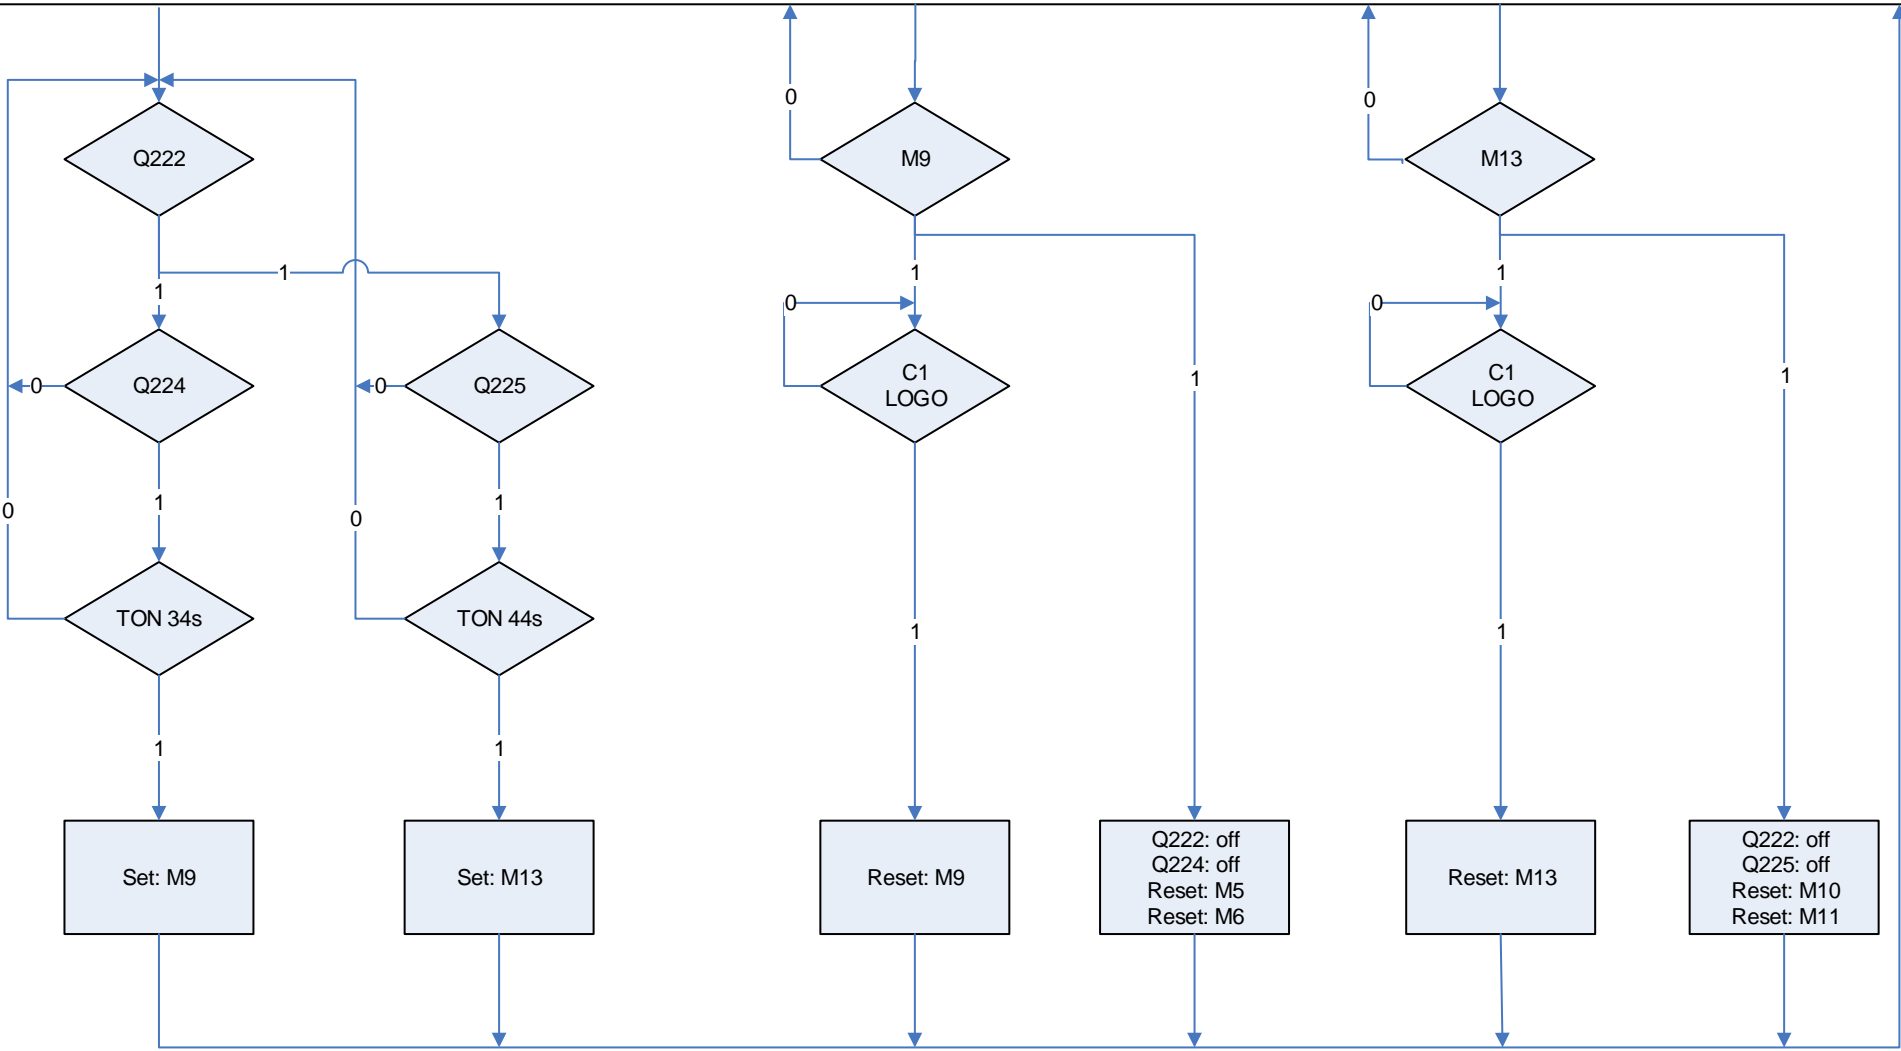 0
0
Q222
M9
M13
1
1
1
1
0
0
Q224
0
Q225
0
C1
LOGO
1
C1
LOGO
1
0
1
0
1
TON 34s
TON 44s
1
1
1
1
Set: M9
Set: M13
Reset: M9
Q222: off
Q224: off
Reset: M5
Reset: M6
Reset: M13
Q222: off
Q225: off
Reset: M10
Reset: M11